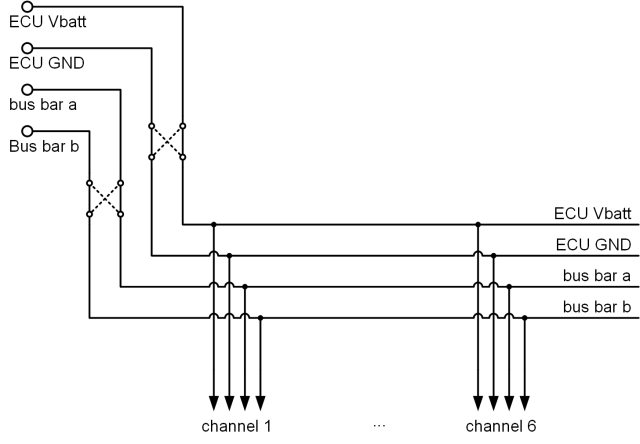 ECU Vbatt
ECU GND
bus bar a
Bus bar b
ECU Vbatt
ECU GND
bus bar a
bus bar b
channel 1 ... channel 6